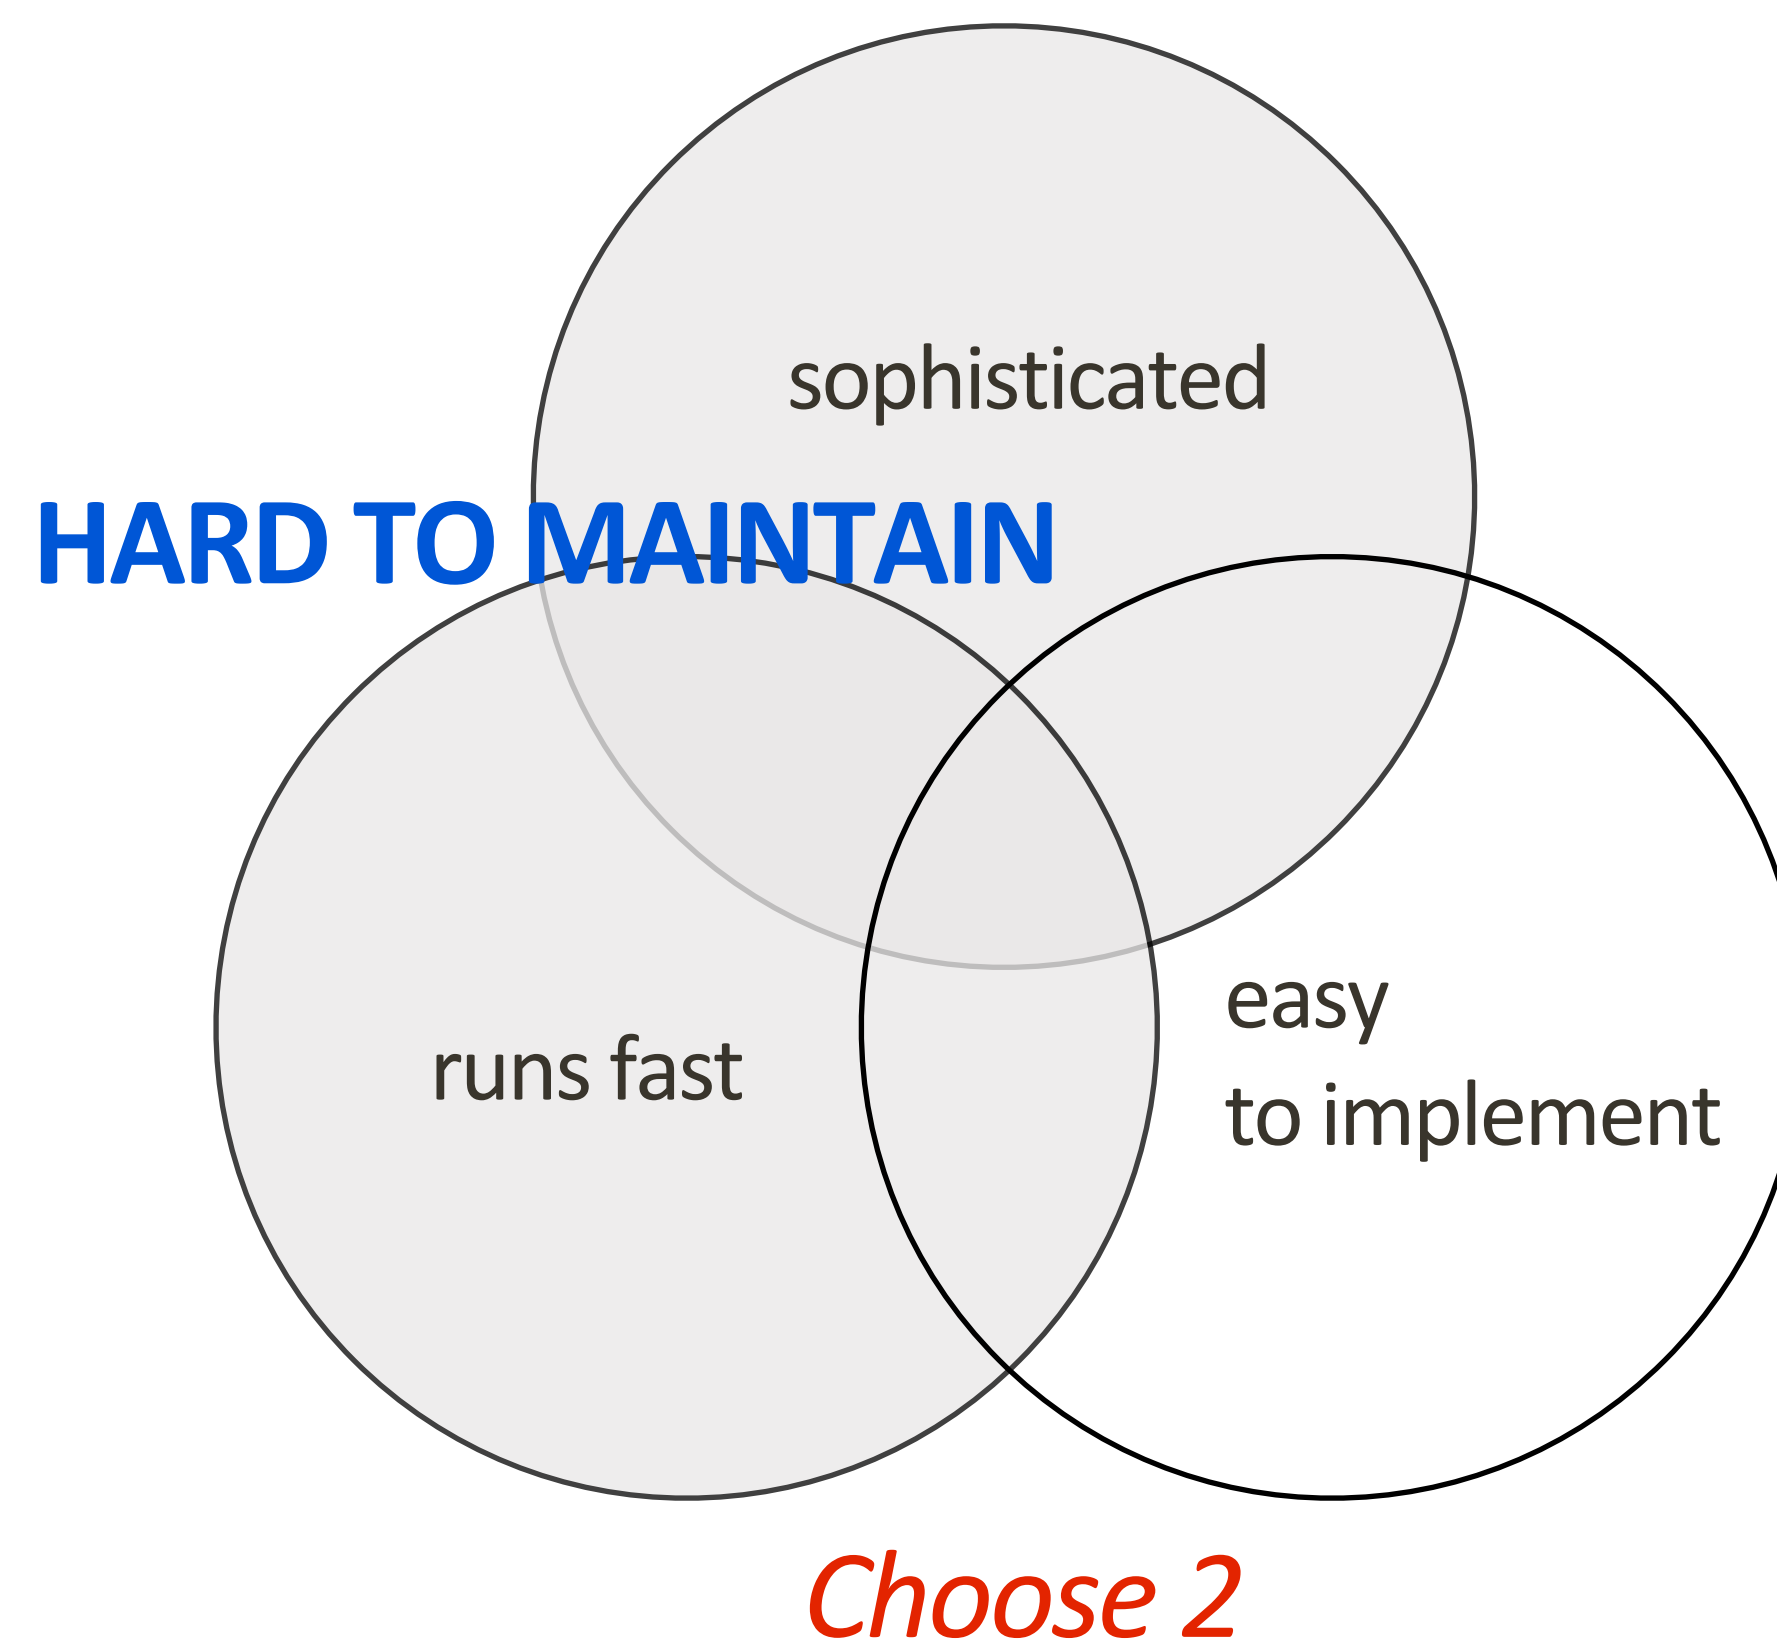 sophisticated
HARD TO MAINTAIN
runs fast
easy
to implement
Choose 2